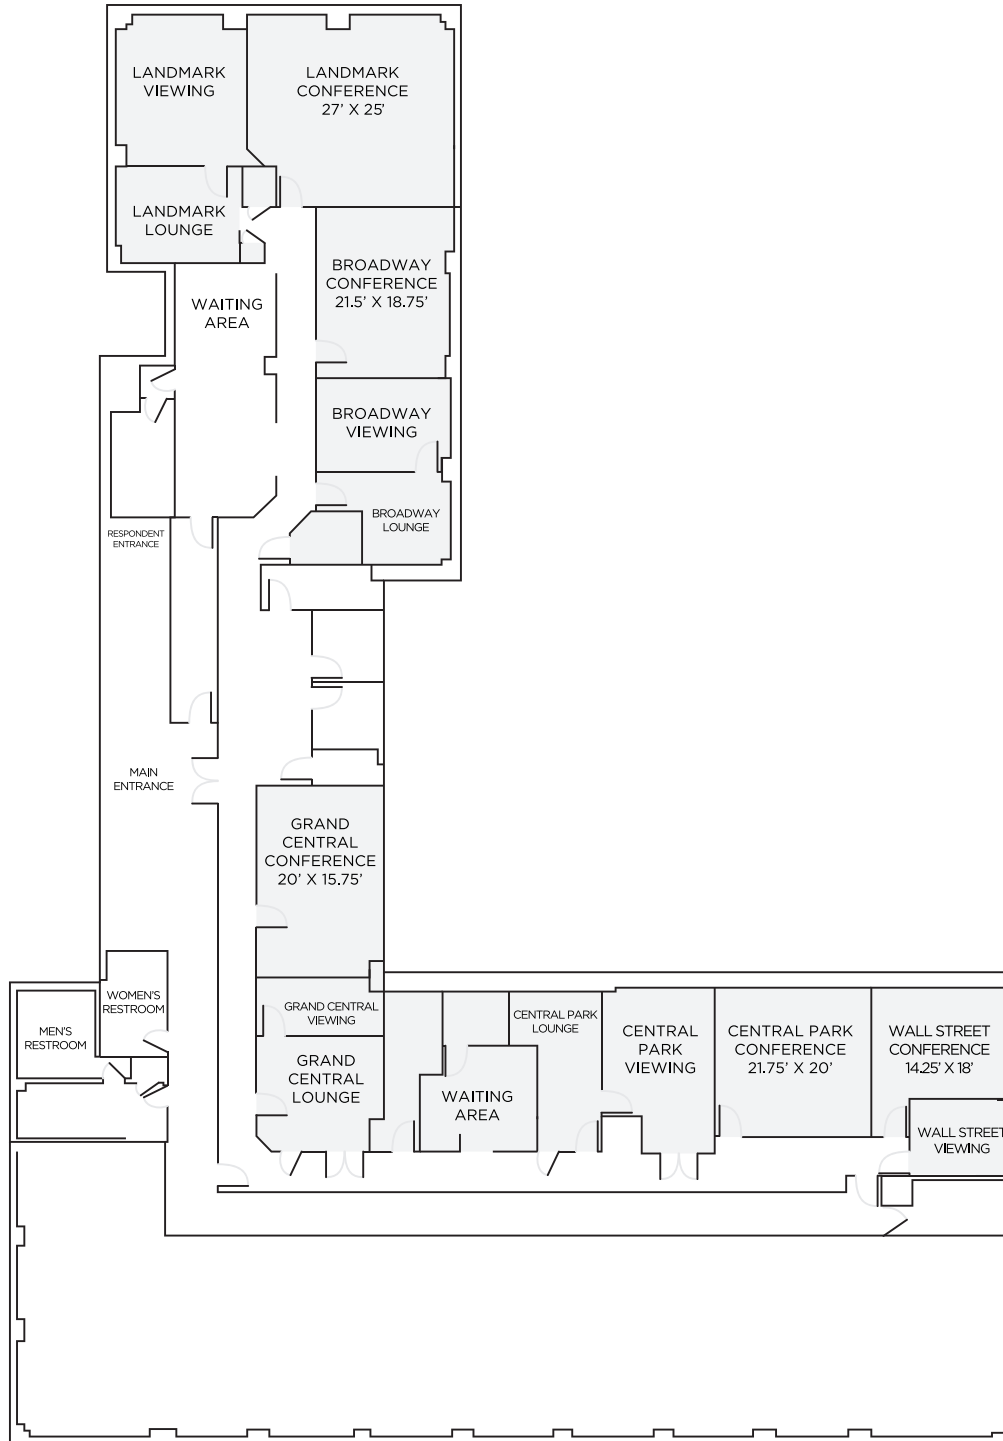 LANDMARK
VIEWING
LANDMARK
CONFERENCE
27’ X 25’
LANDMARK
LOUNGE
BROADWAY
CONFERENCE
21.5’ X 18.75’
WAITING
AREA
BROADWAY
VIEWING
BROADWAY
LOUNGE
RESPONDENT
ENTRANCE
MAIN
ENTRANCE
GRAND
CENTRAL
CONFERENCE
20’ X 15.75’
WOMEN'S
RESTROOM
MEN'S
RESTROOM
GRAND CENTRAL
VIEWING
GRAND
CENTRAL
LOUNGE
WAITING
AREA
CENTRAL PARK
LOUNGE
CENTRAL
PARK
VIEWING
CENTRAL PARK
CONFERENCE
21.75’ X 20’
WALL STREET
CONFERENCE
14.25’ X 18’
WALL STREET
VIEWING